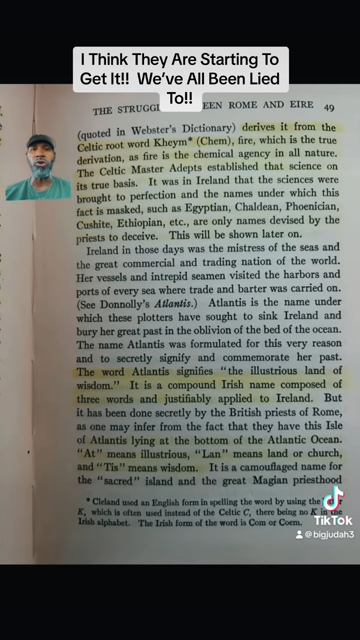 I Think They Are Starting To
Get It!! We've All Been Lied
To!!
THE STRUGGL EEN ROME AND EIRE 49
(quoted in Webster's Dictionary) derives it from the
Celtic root word Kheym* (Chem), fire, which is the true
derivation, as fire is the chemical agency in all nature.
The Celtic Master Adepts established that science on
its true basis. It was in Ireland that the sciences were
brought to perfection and the names under which this
fact is masked, such as Egyptian, Chaldean, Phoenician,
Cushite, Ethiopian, etc., are only names devised by the
priests to deceive. This will be shown later on.
Ireland in those days was the mistress of the seas and
the great commercial and trading nation of the world.
Her vessels and intrepid seamen visited the harbors and
ports of every sea where trade and barter was carried on.
(See Donnolly's Atlantis.) Atlantis is the name under
which these plotters have sought to sink Ireland and
bury her great past in the oblivion of the bed of the ocean.
The name Atlantis was formulated for this very reason
and to secretly signify and commemorate her past.
The word Atlantis signifies "the illustrious land of
wisdom." It is a compound Irish name composed of
three words and justifiably applied to Ireland. But
it has been done secretly by the British priests of Rome,
as one may infer from the fact that they have this Isle
of Atlantis lying at the bottom of the Atlantic Ocean.
"At" means illustrious, "Lan" means land or church,
and "Tis" means wisdom. It is a camouflaged name for
the "sacred" island and the great Magian priesthood
* Cleland used an English form in spelling the word by using the
K, which is often used instead of the Celtic C, there being no K in the
Irish alphabet. The Irish form of the word is Com or Coem.
TikTok
@bigjudah3